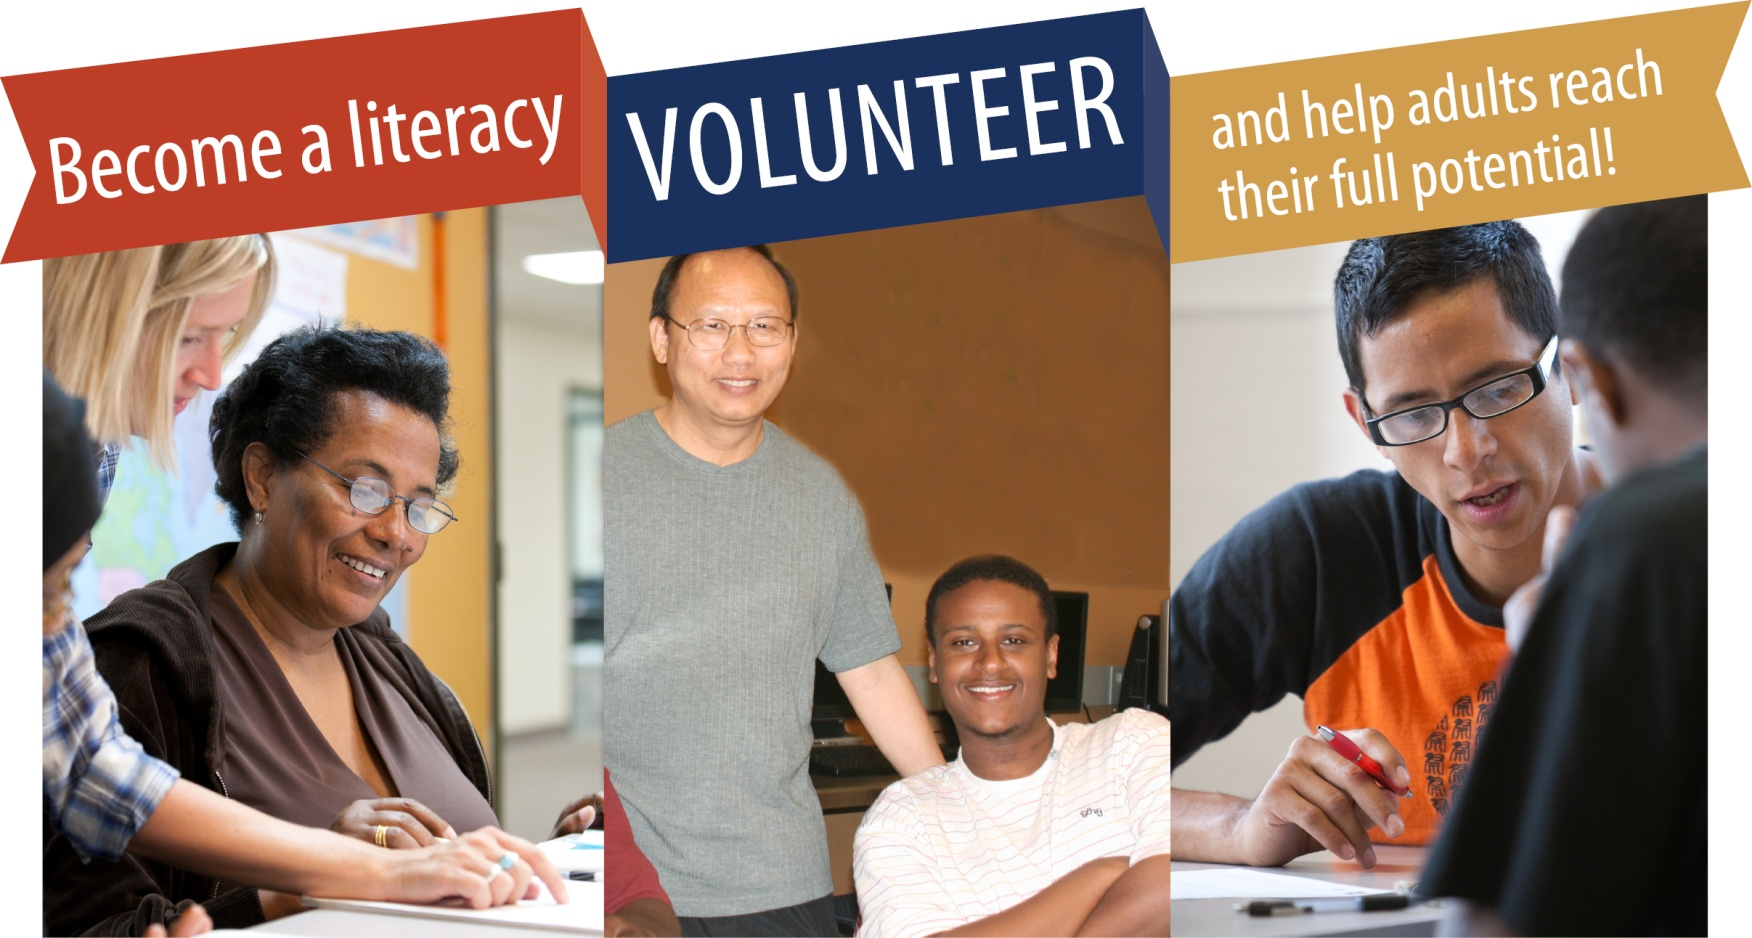 Become a literacy
VOLUNTEER
and help adults reach
their full potential!